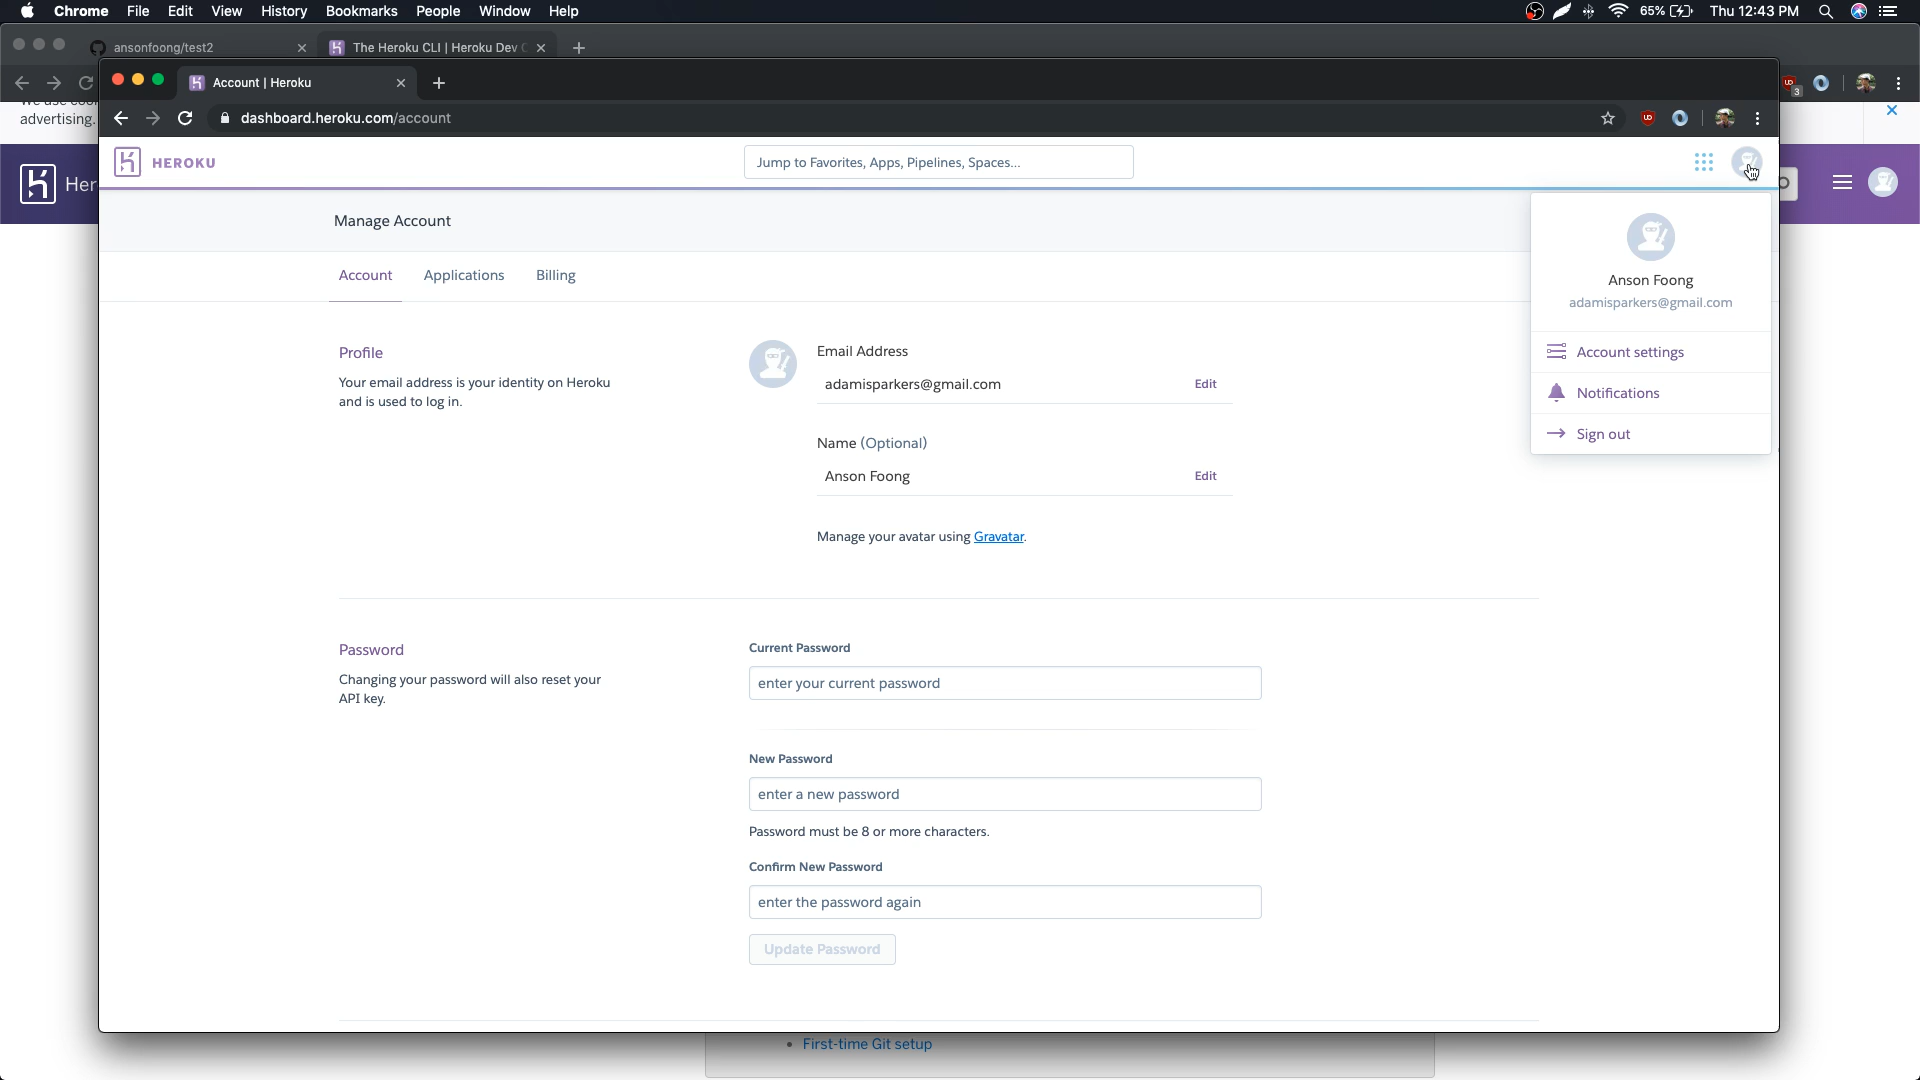 Chrome File Edit View History Bookmarks People Window Help 65% Thu 12:43 PM
ansonfoong/test2 The Heroku CLI | Heroku Dev C
Account | Heroku
3
advertising.
dashboard.heroku.com/account
Her
HEROKU
Jump to Favorites, Apps, Pipelines, Spaces...
Manage Account
Account Applications Billing
Anson Foong
adamisparkers@gmail.com
Account settings
Notifications
Sign out
Profile
Your email address is your identity on Heroku
and is used to log in.
Email Address
adamisparkers@gmail.com Edit
Name (Optional)
Anson Foong Edit
Manage your avatar using Gravatar.
Password
Changing your password will also reset your
API key.
Current Password
enter your current password
New Password
enter a new password
Password must be 8 or more characters.
Confirm New Password
enter the password again
Update Password
• First-time Git setup